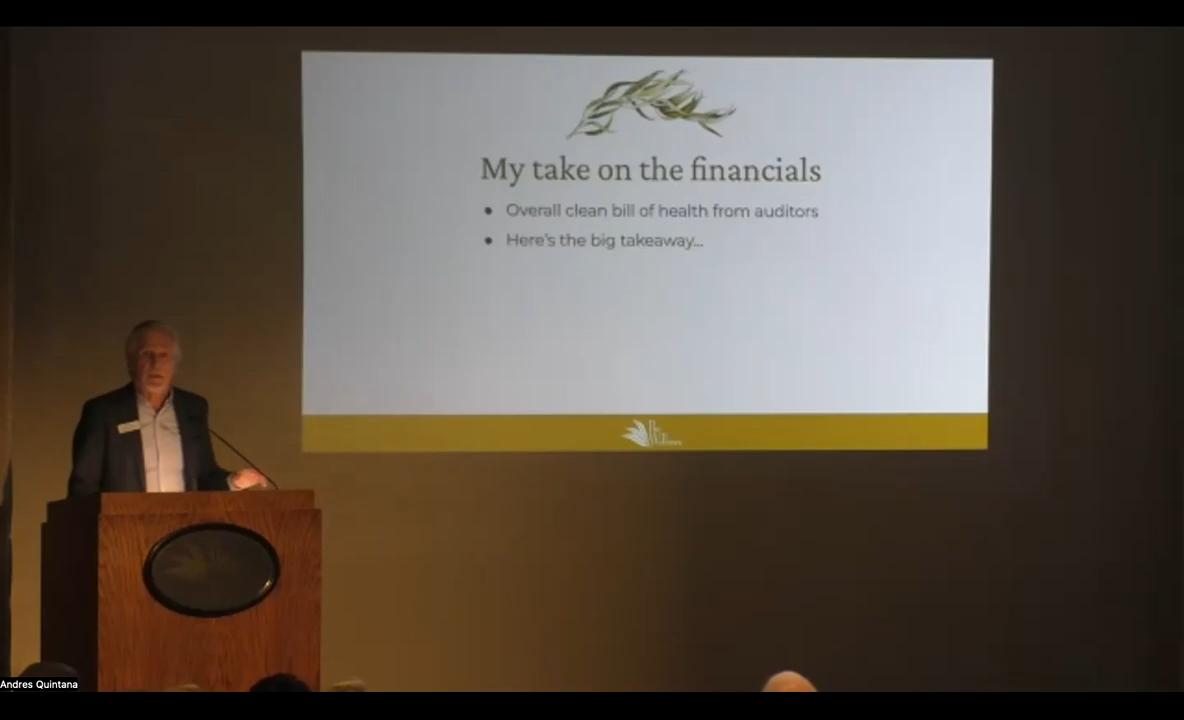 My take on the financials
Overall clean bill of health from auditors
Here's the big takeaway...
Andres Quintana